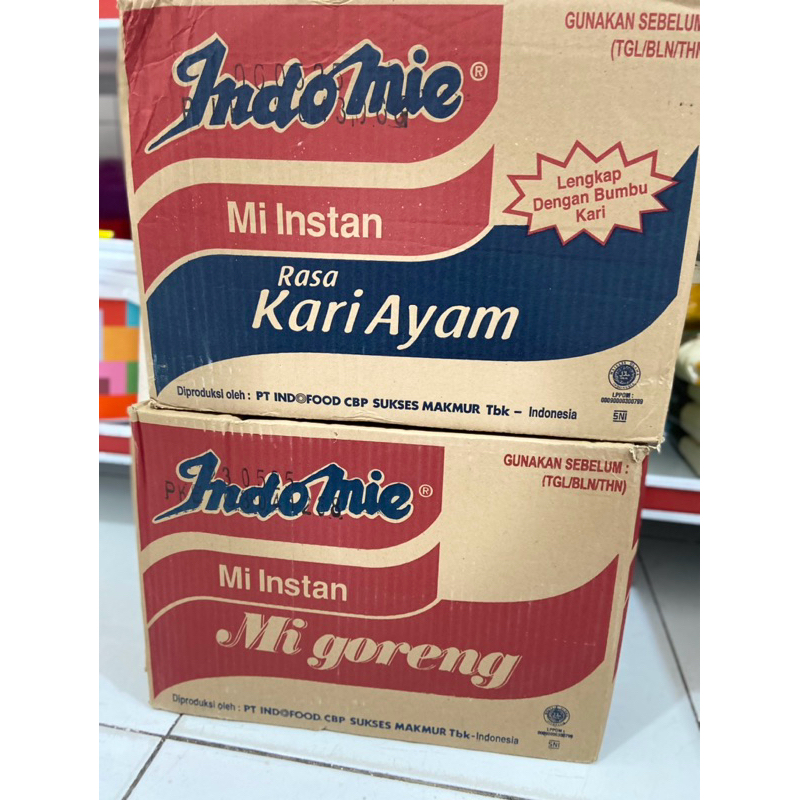 GUNAKAN SEBELUM
(TGL/BLN/THN
Indomie®
Lengkap
Dengan Bumbu
Kari
Mi Instan
Rasa
Kari Ayam
LPPOM :
00090000300799
SNI
Diproduksi oleh : PT INDOFOOD CBP SUKSES MAKMUR Tbk – Indonesia
GUNAKAN SEBELUM :
(TGL/BLN/THN)
Indomie®
Mi Instan
Mi goreng
LPPOM :
SNI
Diproduksi oleh : PT INDOFOOD CBP SUKSES MAKMUR Tbk-Indonesia